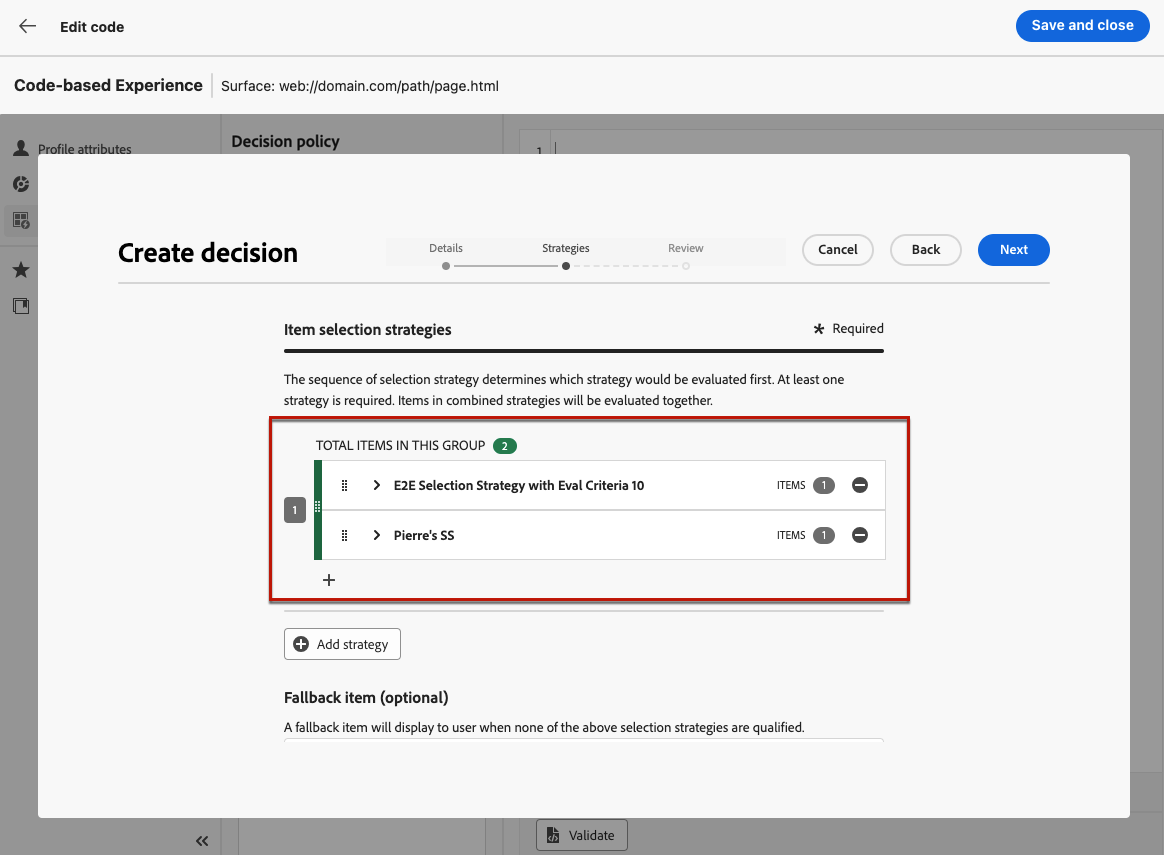 Edit code
Save and close
Code-based Experience
Surface: web://domain.com/path/page.html
Profile attributes
Decision policy
1
Create decision
Details
Strategies
Review
Cancel
Back
Next
Item selection strategies
* Required
The sequence of selection strategy determines which strategy would be evaluated first. At least one
strategy is required. Items in combined strategies will be evaluated together.
TOTAL ITEMS IN THIS GROUP 2
1
E2E Selection Strategy with Eval Criteria 10
ITEMS 1
Pierre's SS
ITEMS 1
Add strategy
Fallback item (optional)
A fallback item will display to user when none of the above selection strategies are qualified.
Validate